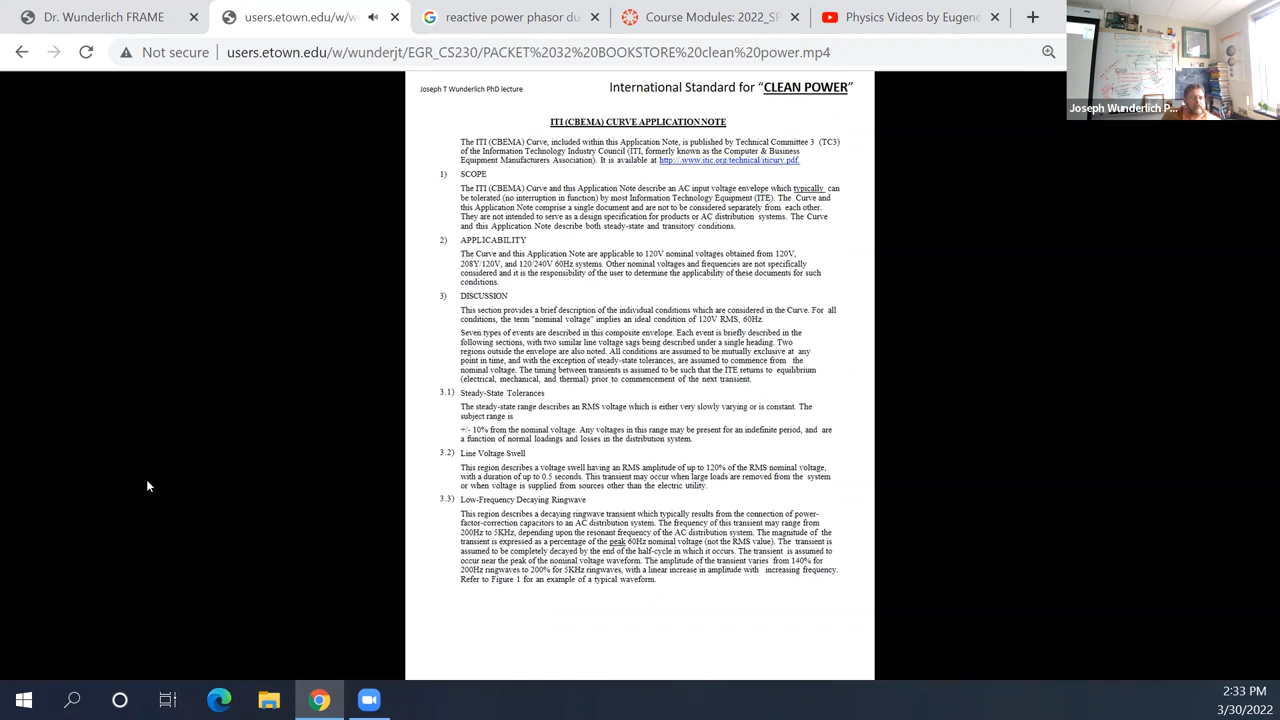 Dr. WUNDERLICH HOME
users.etown.edu/w/w
reactive power phasor du
Course Modules: 2022_SP
Physics Videos by Eugene
Not secure
users.etown.edu/w/wunderjt/EGR_CS230/PACKET%2032%20BOOKSTORE%20clean%20power.mp4
Joseph Wunderlich P...
Joseph T Wunderlich PhD lecture
International Standard for “CLEAN POWER”
ITI (CBEMA) CURVE APPLICATION NOTE
The ITI (CBEMA) Curve, included within this Application Note, is published by Technical Committee 3 (TC3)
of the Information Technology Industry Council (ITI, formerly known as the Computer & Business
Equipment Manufacturers Association). It is available at http://.www.itic.org/technical/iticurv.pdf.
1) SCOPE
The ITI (CBEMA) Curve and this Application Note describe an AC input voltage envelope which typically can
be tolerated (no interruption in function) by most Information Technology Equipment (ITE). The Curve and
this Application Note comprise a single document and are not to be considered separately from each other.
They are not intended to serve as a design specification for products or AC distribution systems. The Curve
and this Application Note describe both steady-state and transitory conditions.
2) APPLICABILITY
The Curve and this Application Note are applicable to 120V nominal voltages obtained from 120V,
208Y/120V, and 120/240V 60Hz systems. Other nominal voltages and frequencies are not specifically
considered and it is the responsibility of the user to determine the applicability of these documents for such
conditions.
3) DISCUSSION
This section provides a brief description of the individual conditions which are considered in the Curve. For all
conditions, the term "nominal voltage" implies an ideal condition of 120V RMS, 60Hz.
Seven types of events are described in this composite envelope. Each event is briefly described in the
following sections, with two similar line voltage sags being described under a single heading. Two
regions outside the envelope are also noted. All conditions are assumed to be mutually exclusive at any
point in time, and with the exception of steady-state tolerances, are assumed to commence from the
nominal voltage. The timing between transients is assumed to be such that the ITE returns to equilibrium
(electrical, mechanical, and thermal) prior to commencement of the next transient.
3.1) Steady-State Tolerances
The steady-state range describes an RMS voltage which is either very slowly varying or is constant. The
subject range is
+/- 10% from the nominal voltage. Any voltages in this range may be present for an indefinite period, and are
a function of normal loadings and losses in the distribution system.
3.2) Line Voltage Swell
This region describes a voltage swell having an RMS amplitude of up to 120% of the RMS nominal voltage,
with a duration of up to 0.5 seconds. This transient may occur when large loads are removed from the system
or when voltage is supplied from sources other than the electric utility.
3.3) Low-Frequency Decaying Ringwave
This region describes a decaying ringwave transient which typically results from the connection of power-
factor-correction capacitors to an AC distribution system. The frequency of this transient may range from
200Hz to 5KHz, depending upon the resonant frequency of the AC distribution system. The magnitude of the
transient is expressed as a percentage of the peak 60Hz nominal voltage (not the RMS value). The transient is
assumed to be completely decayed by the end of the half-cycle in which it occurs. The transient is assumed to
occur near the peak of the nominal voltage waveform. The amplitude of the transient varies from 140% for
200Hz ringwaves to 200% for 5KHz ringwaves, with a linear increase in amplitude with increasing frequency.
Refer to Figure 1 for an example of a typical waveform.
2:33 PM
3/30/2022